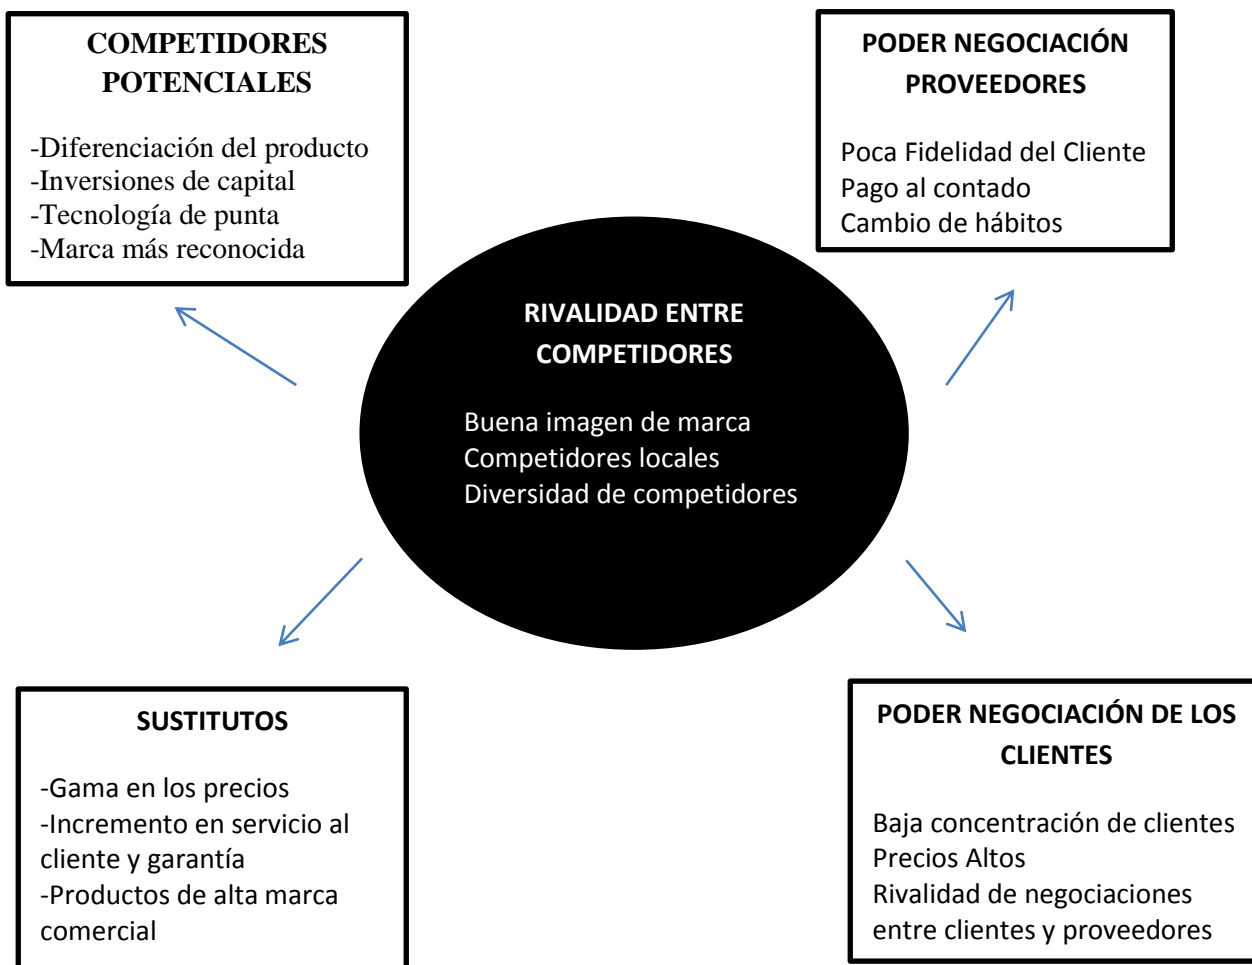 COMPETIDORES
POTENCIALES
-Diferenciación del producto
-Inversiones de capital
-Tecnología de punta
-Marca más reconocida
PODER NEGOCIACIÓN
PROVEEDORES
Poca Fidelidad del Cliente
Pago al contado
Cambio de hábitos
RIVALIDAD ENTRE
COMPETIDORES
Buena imagen de marca
Competidores locales
Diversidad de competidores
SUSTITUTOS
-Gama en los precios
-Incremento en servicio al
cliente y garantía
-Productos de alta marca
comercial
PODER NEGOCIACIÓN DE LOS
CLIENTES
Baja concentración de clientes
Precios Altos
Rivalidad de negociaciones
entre clientes y proveedores